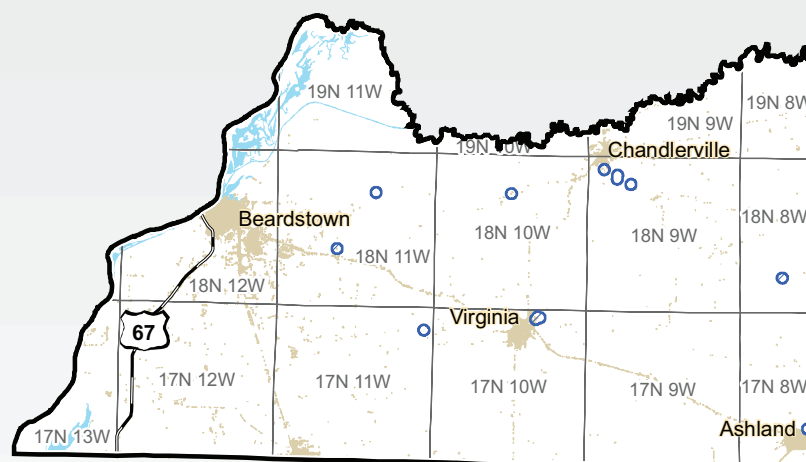 19N 11W
19N 8W
19N 9W
19N 10W
Chandlerville
Beardstown
18N 8W
18N 10W
18N 9W
18N 11W
18N 12W
Virginia
67
17N 12W
17N 11W
17N 10W
17N 9W
17N 8W
Ashland
17N 13W